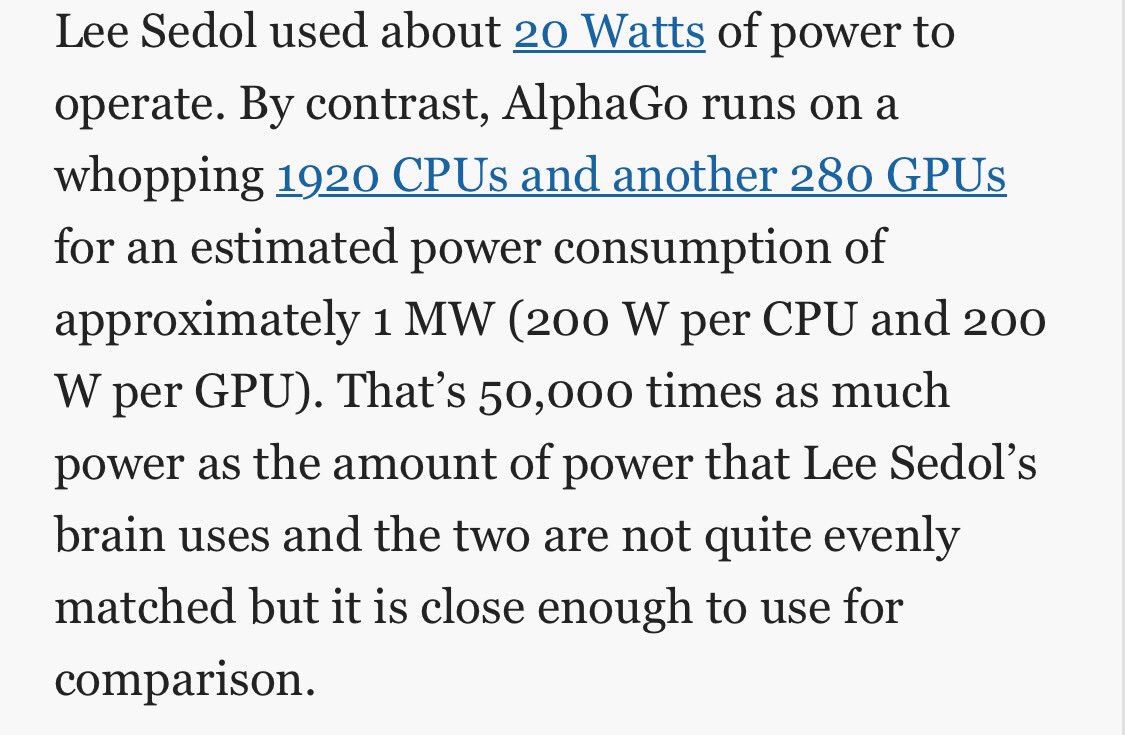 Lee Sedol used about 20 Watts of power to
operate. By contrast, AlphaGo runs on a
whopping 1920 CPUs and another 280 GPUs
for an estimated power consumption of
approximately 1 MW (200 W per CPU and 200
W per GPU). That’s 50,000 times as much
power as the amount of power that Lee Sedol’s
brain uses and the two are not quite evenly
matched but it is close enough to use for
comparison.